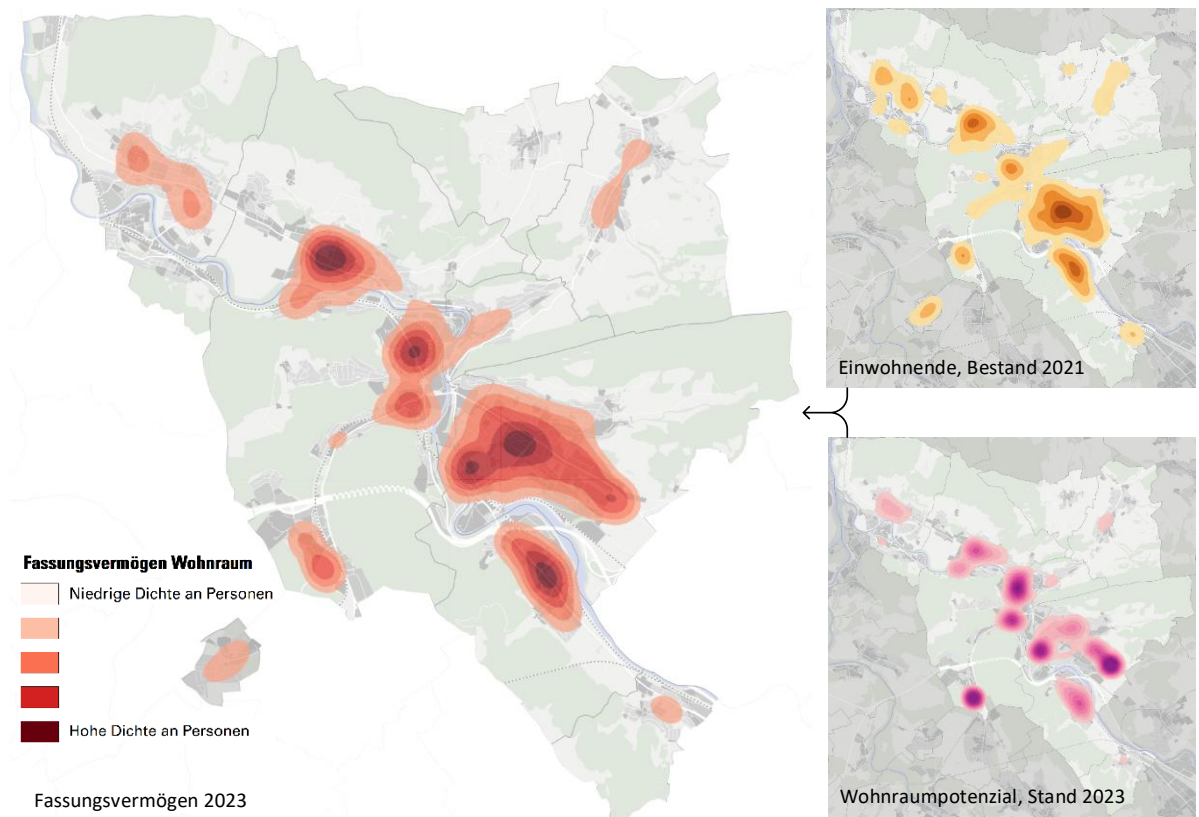 Fassungsvermögen Wohnraum
Niedrige Dichte an Personen
Hohe Dichte an Personen
Fassungsvermögen 2023
Einwohnende, Bestand 2021
Wohnraumpotenzial, Stand 2023